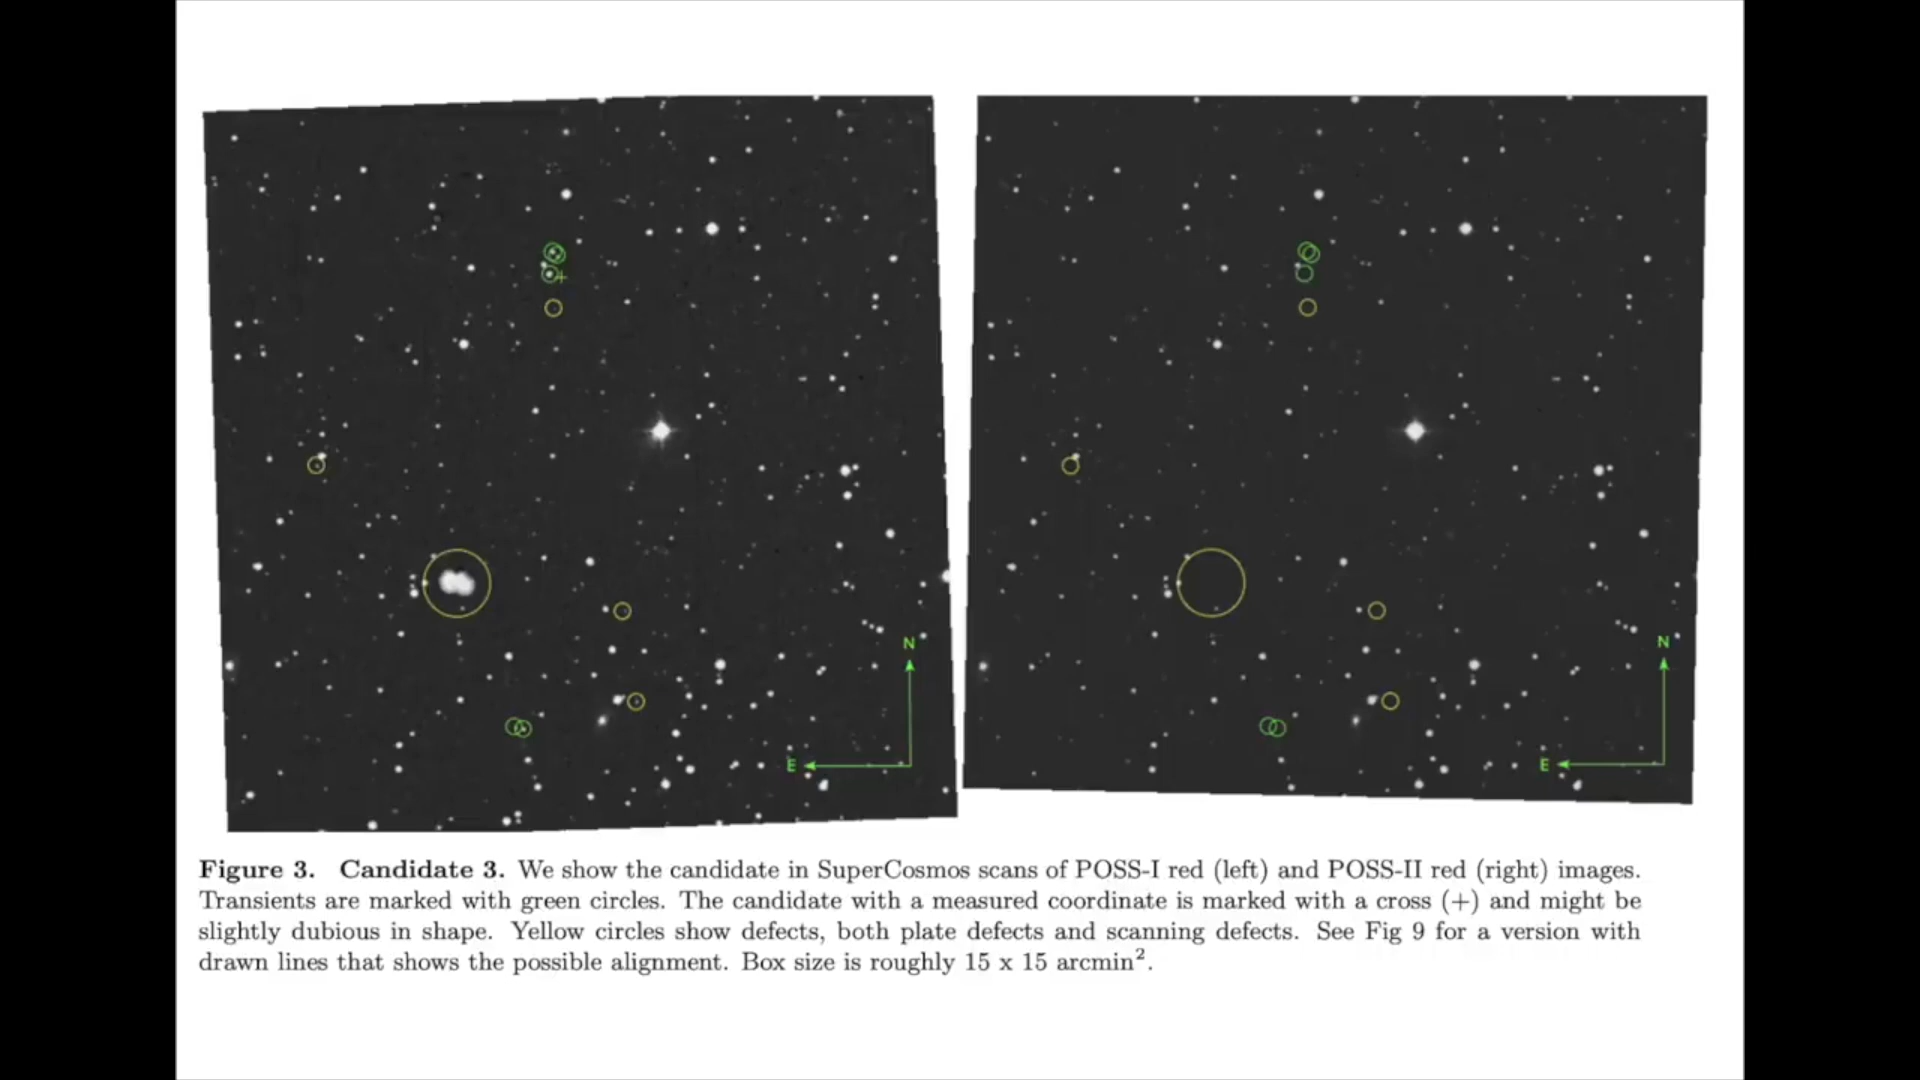 N
N
E
E
Figure 3. Candidate 3. We show the candidate in SuperCosmos scans of POSS-I red (left) and POSS-II red (right) images.
Transients are marked with green circles. The candidate with a measured coordinate is marked with a cross (+) and might be
slightly dubious in shape. Yellow circles show defects, both plate defects and scanning defects. See Fig 9 for a version with
drawn lines that shows the possible alignment. Box size is roughly 15 x 15 arcmin².